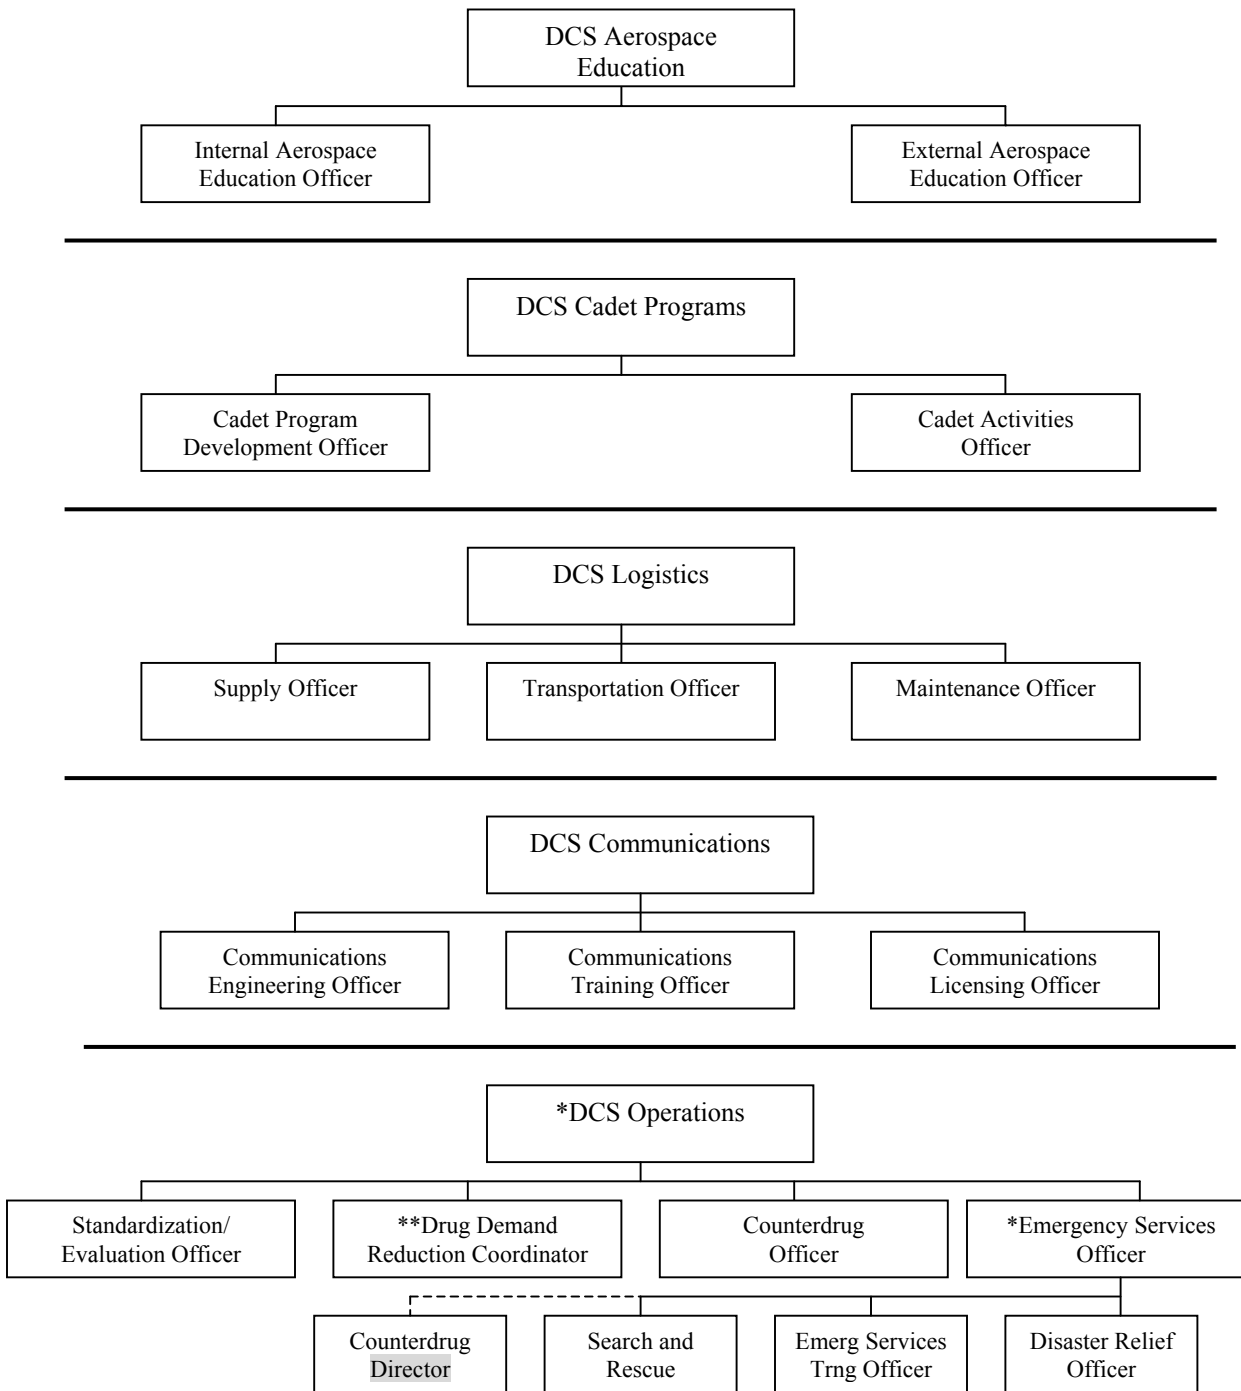 DCS Aerospace
Education
Internal Aerospace
Education Officer
External Aerospace
Education Officer
DCS Cadet Programs
Cadet Program
Development Officer
Cadet Activities
Officer
DCS Logistics
Supply Officer
Transportation Officer
Maintenance Officer
DCS Communications
Communications
Engineering Officer
Communications
Training Officer
Communications
Licensing Officer
*DCS Operations
Standardization/
Evaluation Officer
**Drug Demand
Reduction Coordinator
Counterdrug
Officer
*Emergency Services
Officer
Counterdrug
Director
Search and
Rescue
Emerg Services
Trng Officer
Disaster Relief
Officer